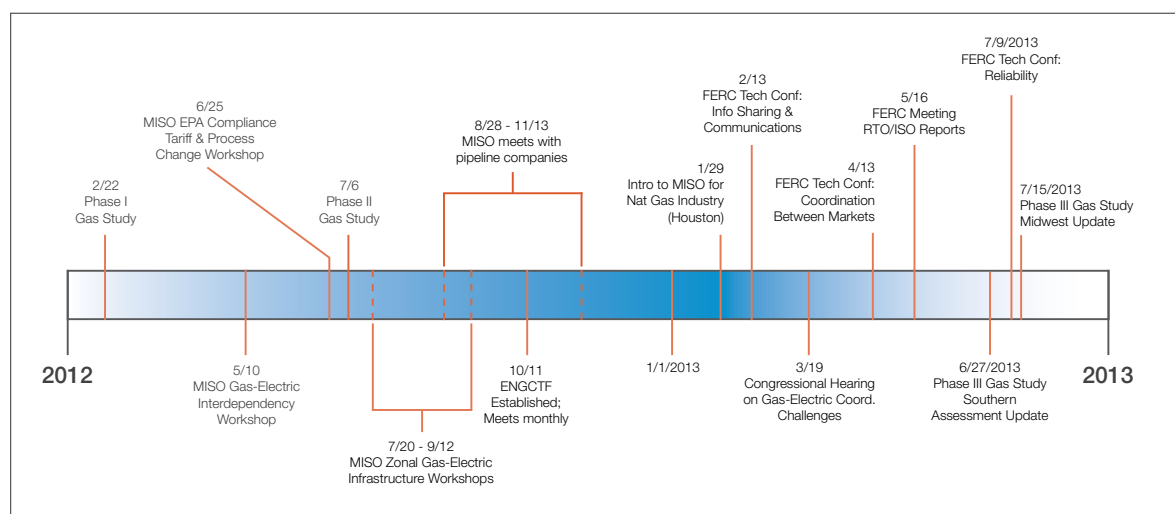 2/22
Phase I
Gas Study
6/25
MISO EPA Compliance
Tariff & Process
Change Workshop
7/6
Phase II
Gas Study
8/28 - 11/13
MISO meets with
pipeline companies
1/29
Intro to MISO for
Nat Gas Industry
(Houston)
2/13
FERC Tech Conf:
Info Sharing &
Communications
4/13
FERC Tech Conf:
Coordination
Between Markets
5/16
FERC Meeting
RTO/ISO Reports
7/9/2013
FERC Tech Conf:
Reliability
7/15/2013
Phase III Gas Study
Midwest Update
2012
5/10
MISO Gas-Electric
Interdependency
Workshop
7/20 - 9/12
MISO Zonal Gas-Electric
Infrastructure Workshops
10/11
ENGCTF
Established;
Meets monthly
1/1/2013
3/19
Congressional Hearing
on Gas-Electric Coord.
Challenges
6/27/2013
Phase III Gas Study
Southern
Assessment Update
2013